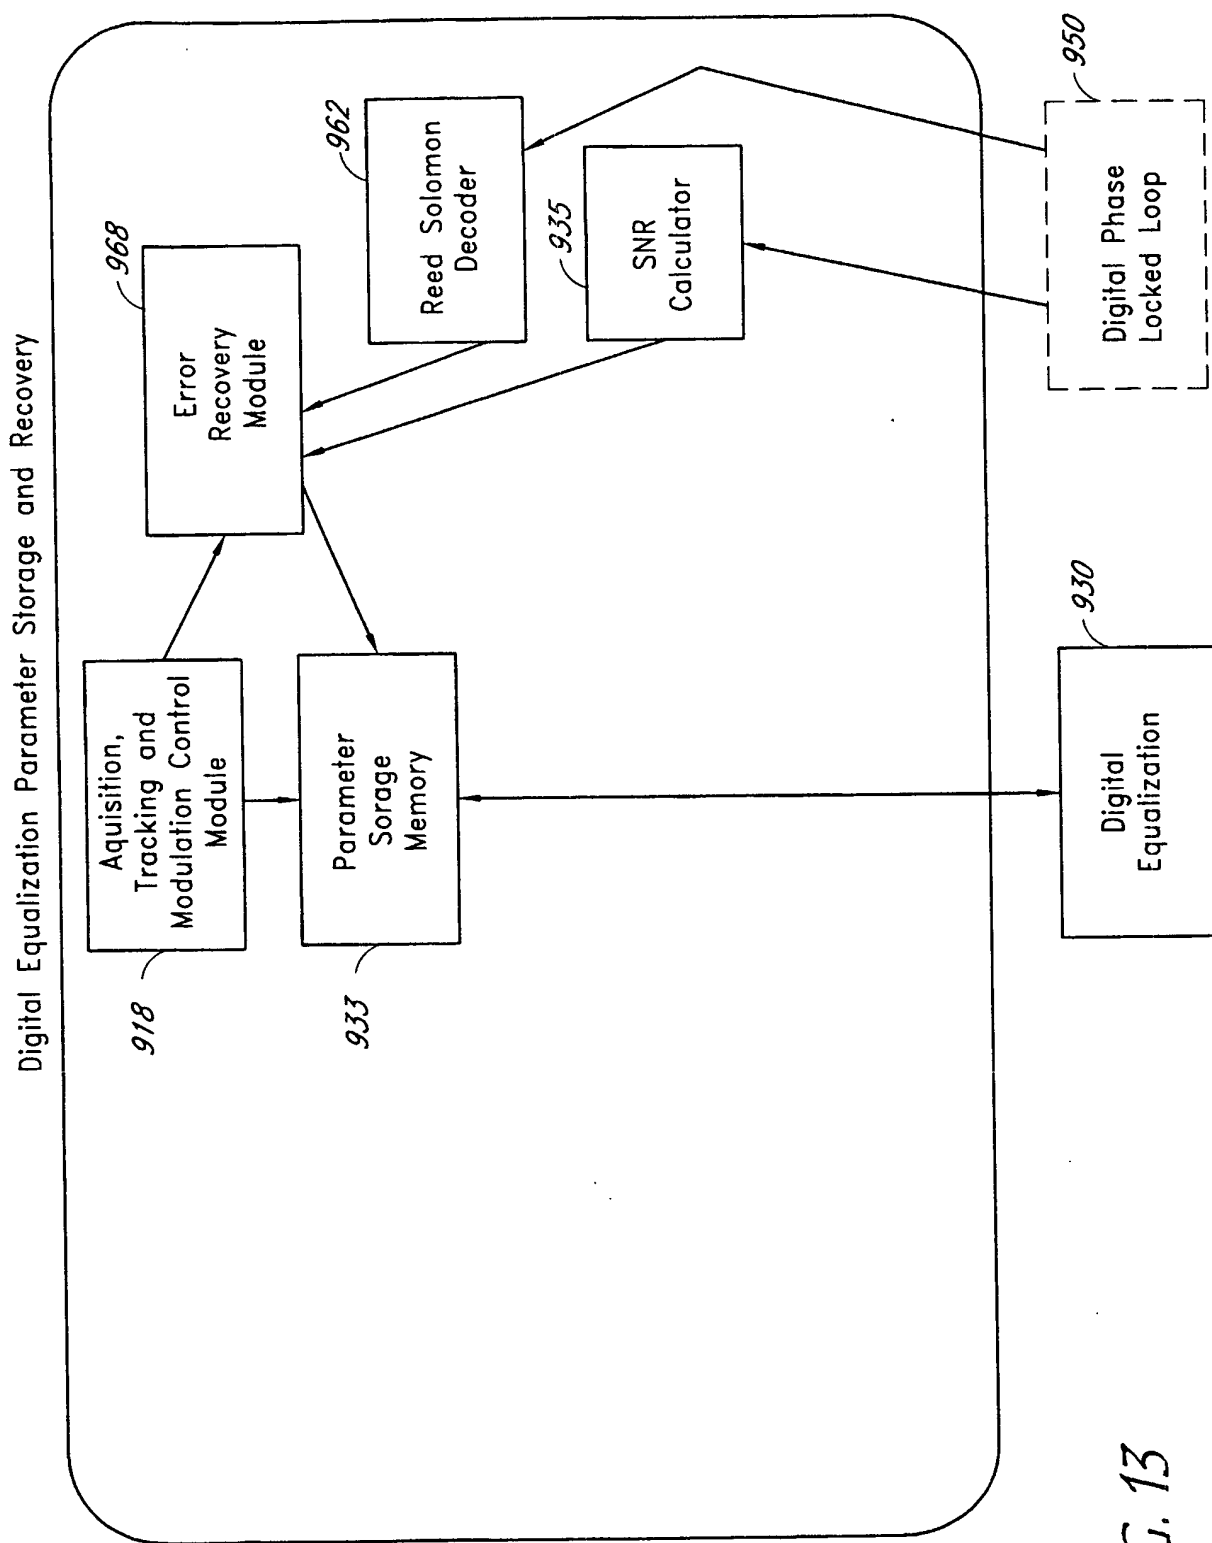 Digital Equalization Parameter Storage and Recovery
918
Aquisition,
Tracking and
Modulation Control
Module
968
Error
Recovery
Module
933
Parameter
Sorage
Memory
962
Reed Solomon
Decoder
935
SNR
Calculator
930
Digital
Equalization
950
Digital Phase
Locked Loop
G. 13